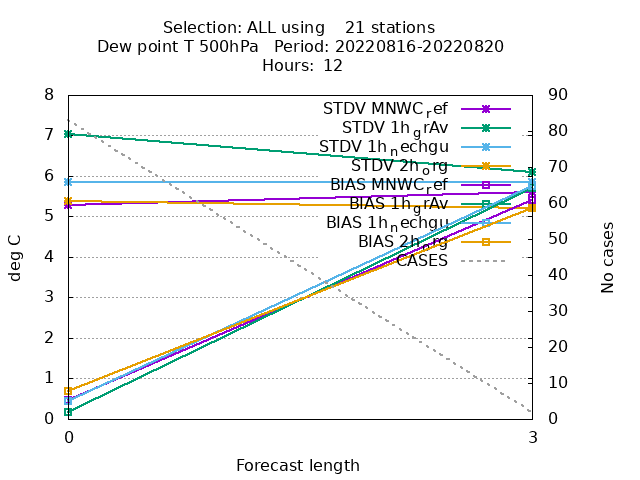 Selection: ALL using    21 stations
Dew point T 500hPa   Period: 20220816-20220820
Hours: 12
8
7
6
5
4
3
2
1
0
deg C
90
80
70
60
50
40
30
20
10
0
No cases
STDV MNWC_ref
STDV 1h_grAv
STDV 1h_nechgu
STDV 2h_org
BIAS MNWC_ref
BIAS 1h_grAv
BIAS 1h_nechgu
BIAS 2h_org
CASES
0
3
Forecast length